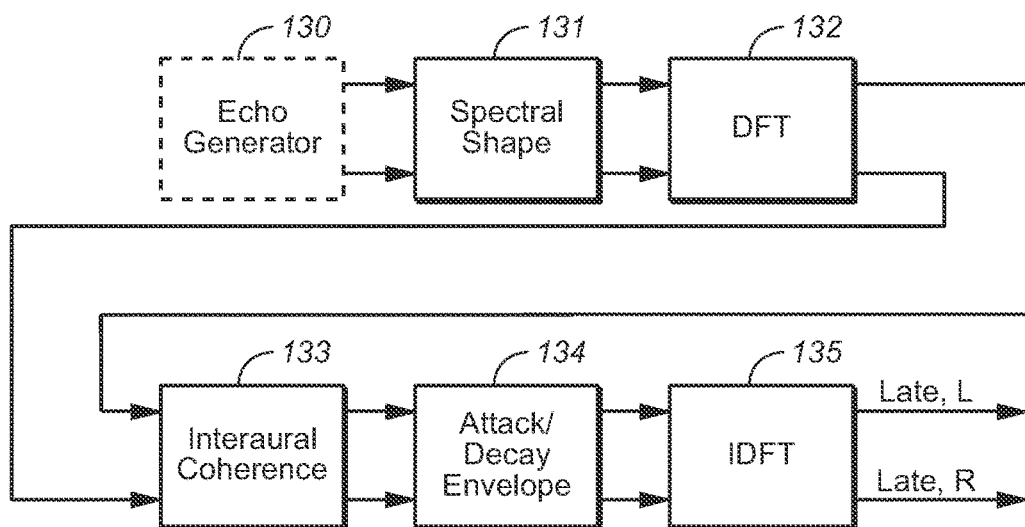 130
131
132
Echo
Generator
Spectral
Shape
DFT
133
134
135
Interaural
Coherence
Attack/
Decay
Envelope
IDFT
Late, L
Late, R